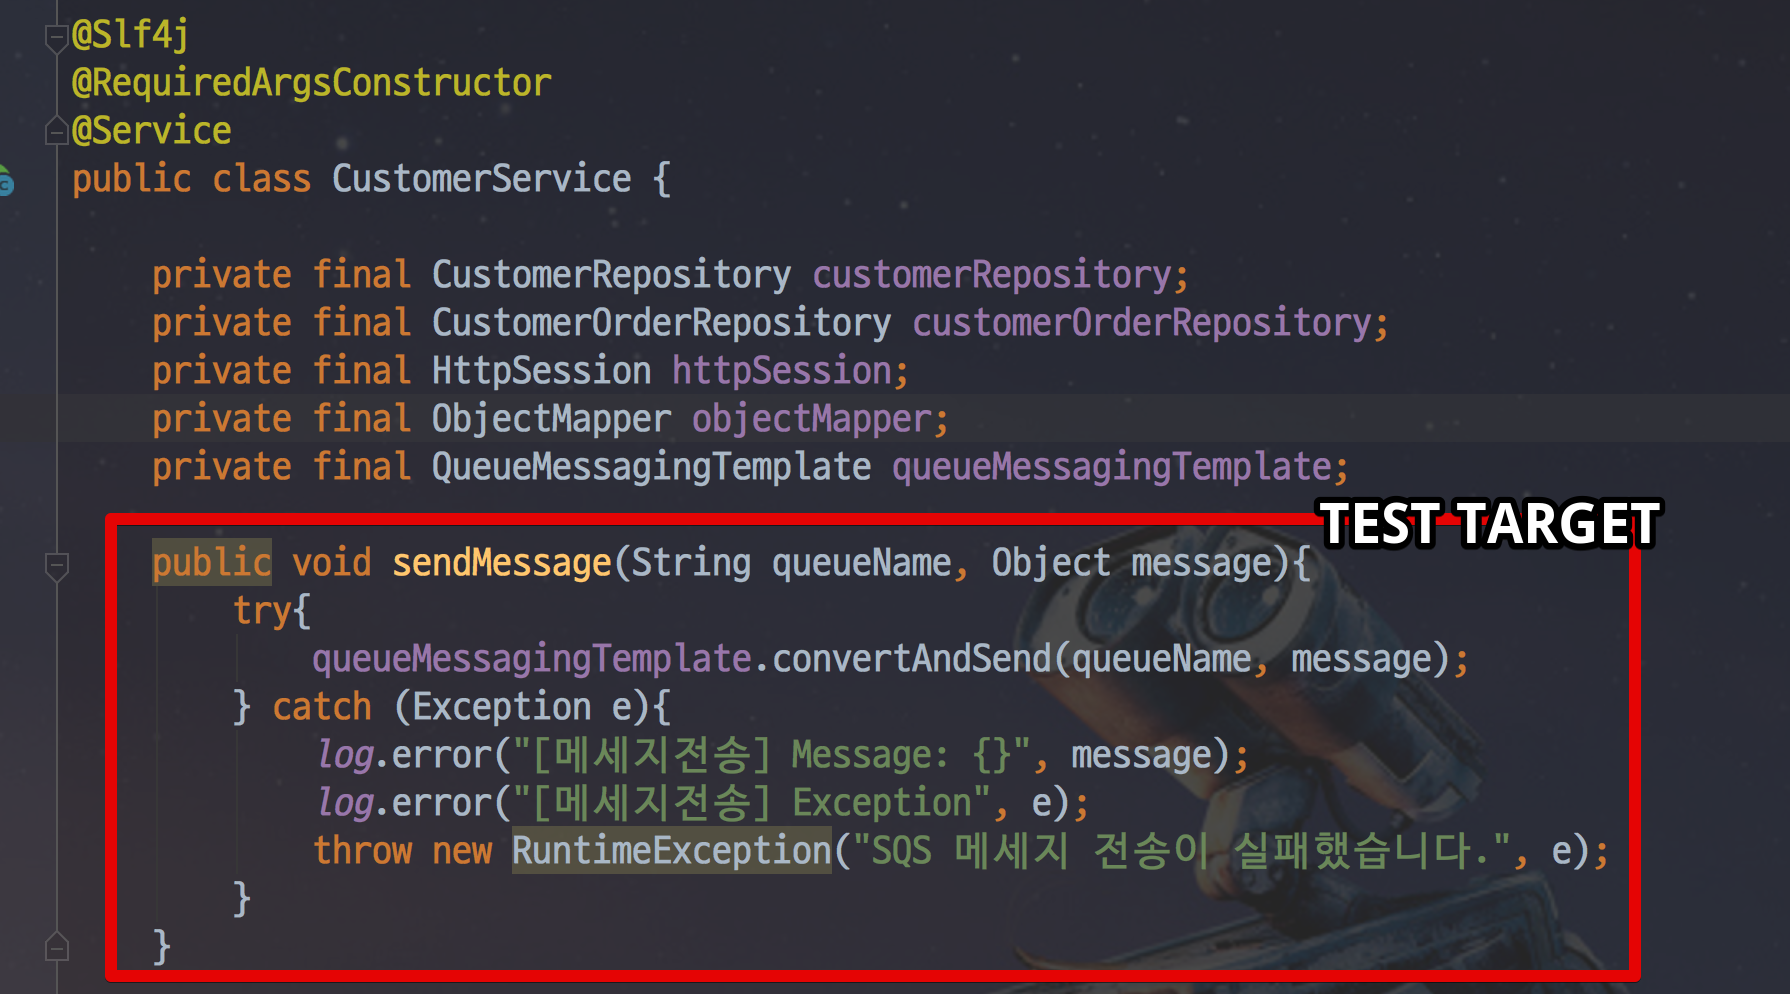 @Slf4j
@RequiredArgsConstructor
@Service
public class CustomerService {
private final CustomerRepository customerRepository;
private final CustomerOrderRepository customerOrderRepository;
private final HttpSession httpSession;
private final ObjectMapper objectMapper;
private final QueueMessagingTemplate queueMessagingTemplate;
TEST TARGET
public void sendMessage(String queueName, Object message){
try{
queueMessagingTemplate.convertAndSend(queueName, message);
} catch (Exception e){
log.error("[메세지전송] Message: {}", message);
log.error("[메세지전송] Exception", e);
throw new RuntimeException("SQS 메세지 전송이 실패했습니다.", e);
}
}